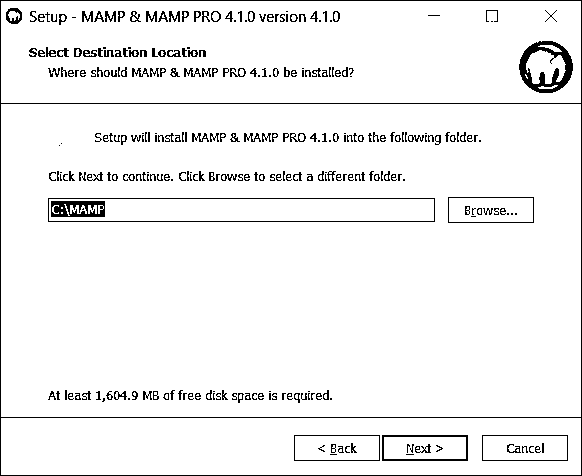 Setup - MAMP & MAMP PRO 4.1.0 version 4.1.0
Select Destination Location
Where should MAMP & MAMP PRO 4.1.0 be installed?
Setup will install MAMP & MAMP PRO 4.1.0 into the following folder.
Click Next to continue. Click Browse to select a different folder.
C:\MAMP
Browse...
At least 1,604.9 MB of free disk space is required.
< Back
Next >
Cancel